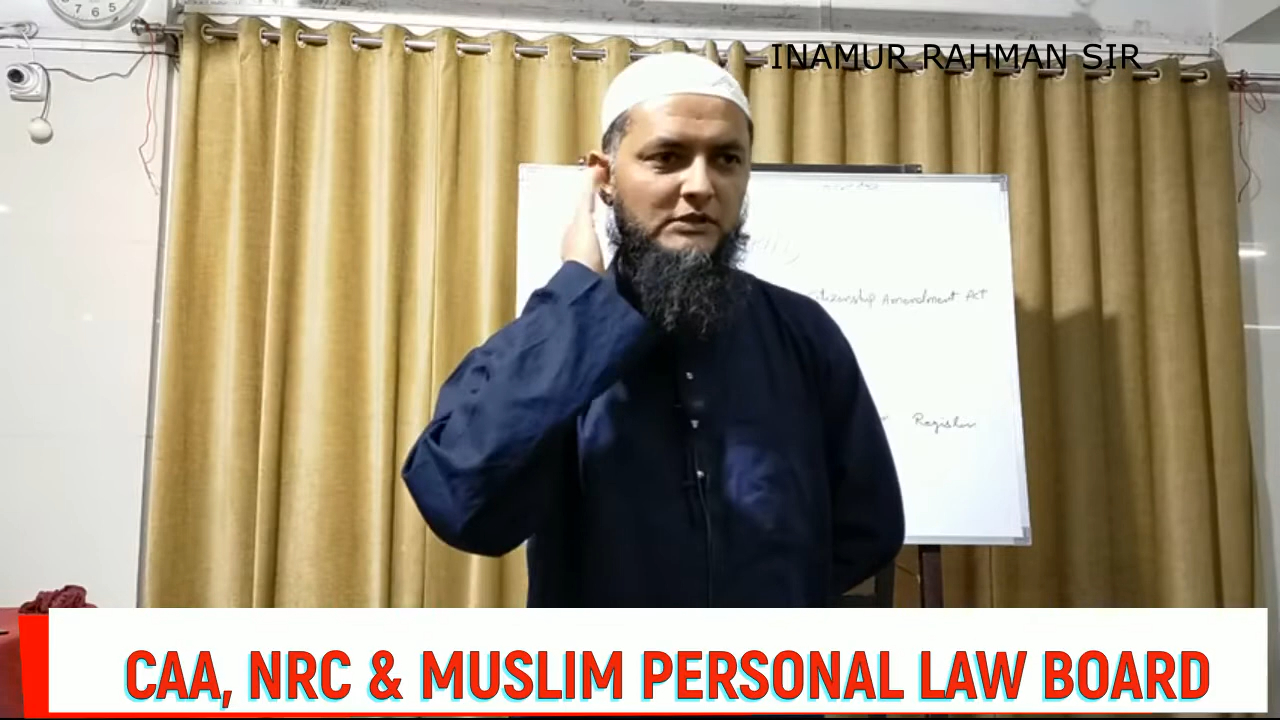 INAMUR RAHMAN SIR
Citizenship Amendment Act
Register
CAA, NRC & MUSLIM PERSONAL LAW BOARD